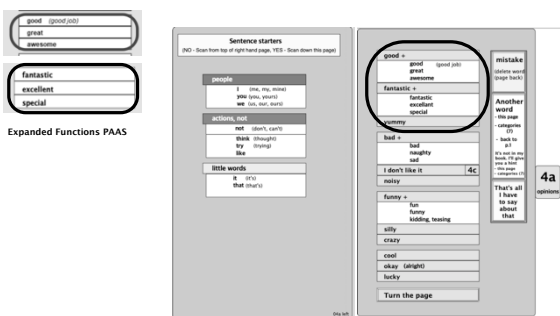 good (good job)
great
awesome
fantastic
excellent
special
Expanded Functions PAAS
Sentence starters
(NO - Scan from top of right hand page, YES - Scan down this page)
people
I (me, my, mine)
you (you, yours)
we (us, our, ours)
actions, not
not (don't, can't)
think (thought)
try (trying)
like
little words
it (it's)
that (that's)
04a left
good +
good (good job)
great
awesome
fantastic +
fantastic
excellant
special
yummy
bad +
bad
naughty
sad
I don't like it 4c
noisy
funny +
fun
funny
kidding, teasing
silly
crazy
cool
okay (alright)
lucky
Turn the page
mistake
(delete word
(page back)
Another
word
- this page
- categories
(7)
- back to
p.1
It's not in my
book, I'll give
you a hint
- this page
- categories (7)
That's all
I have
to say
about
that
4a
opinions